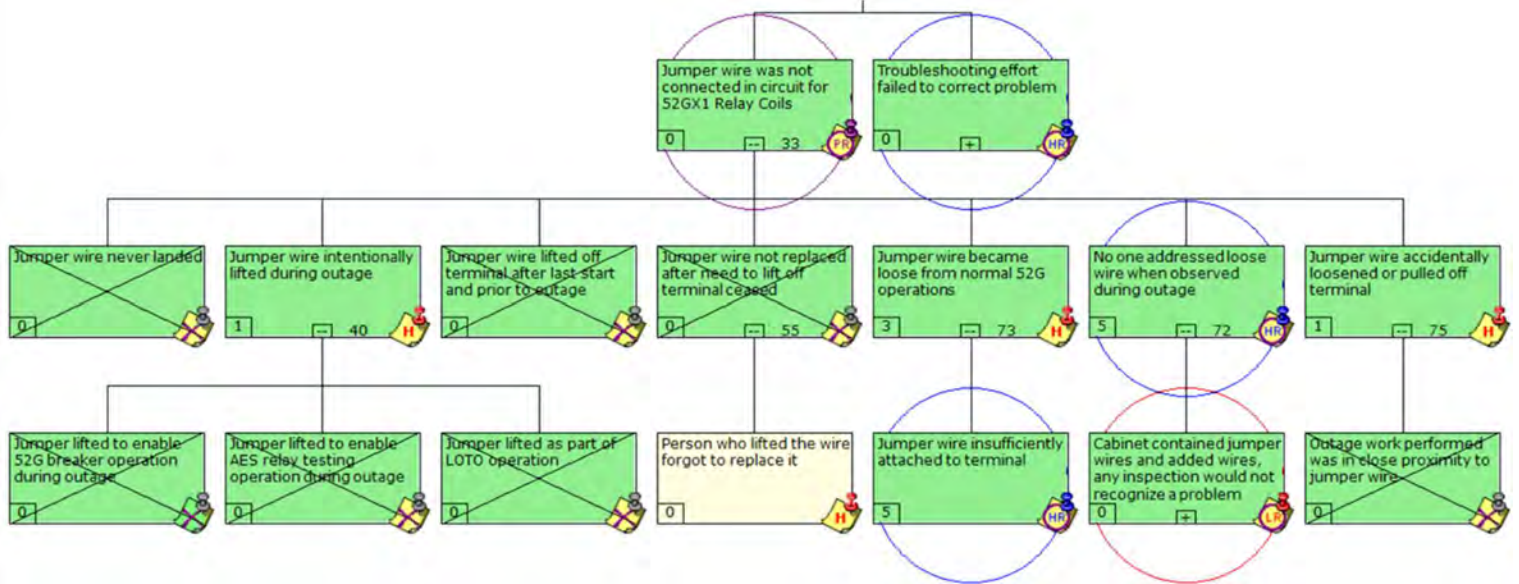 Jumper wire was not
connected in circuit for
52GX1 Relay Coils
0
--
33
PR
Troubleshooting effort
failed to correct problem
0
+
HR
Jumper wire never landed
0
Jumper wire intentionally
lifted during outage
1
--
40
H
Jumper wire lifted off
terminal after last start
and prior to outage
0
Jumper wire not replaced
after need to lift off
terminal ceased
0
--
55
Jumper wire became
loose from normal 52G
operations
3
--
73
H
No one addressed loose
wire when observed
during outage
5
--
72
HR
Jumper wire accidentally
loosened or pulled off
terminal
1
--
75
H
Jumper lifted to enable
52G breaker operation
during outage
0
Jumper lifted to enable
AES relay testing
operation during outage
0
Jumper lifted as part of
LOTO operation
0
Person who lifted the wire
forgot to replace it
0
H
Jumper wire insufficiently
attached to terminal
5
HR
Cabinet contained jumper
wires and added wires,
any inspection would not
recognize a problem
0
+
LR
Outage work performed
was in close proximity to
jumper wire
0